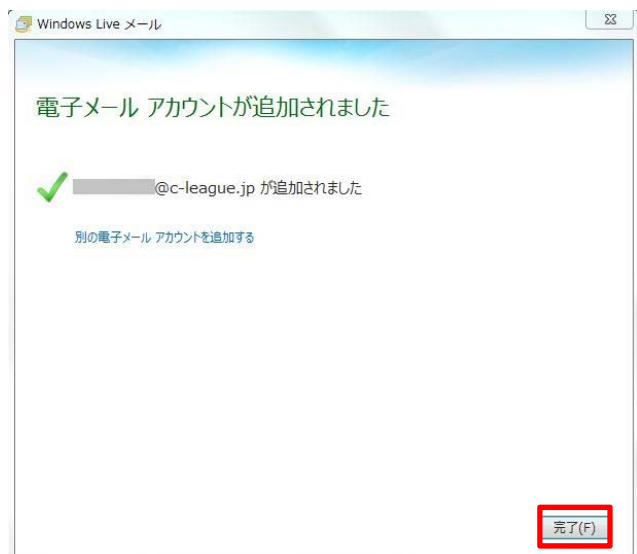 Windows Live メール
電子メール アカウントが追加されました
@c-league.jp が追加されました
別の電子メール アカウントを追加する
完了(F)